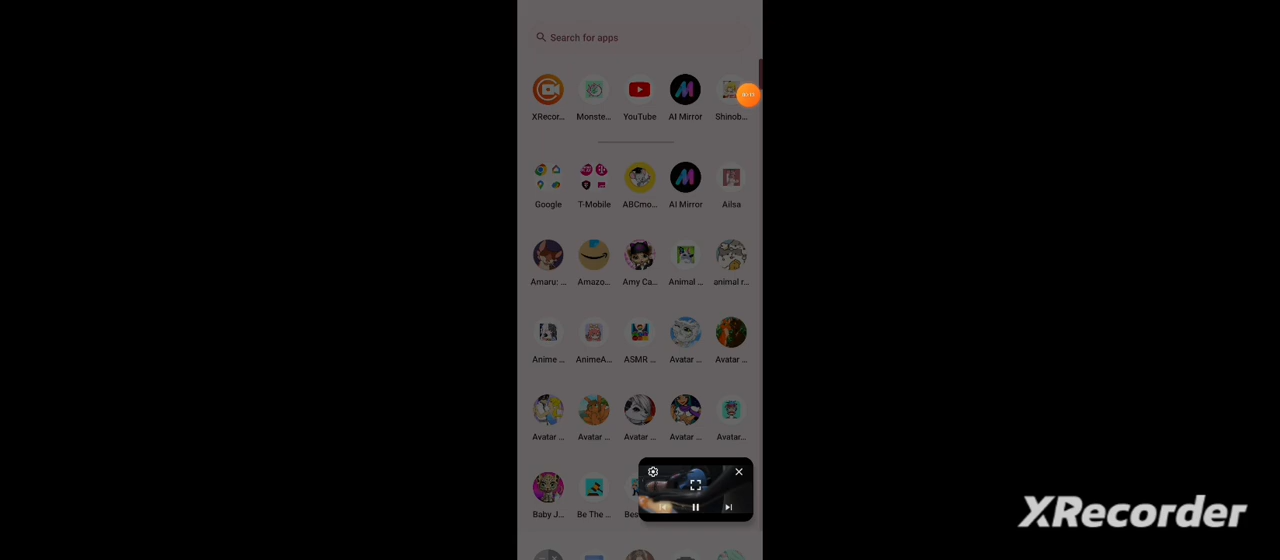 Search for apps
XRecor... Monste... YouTube AI Mirror Shinob...
Google T-Mobile ABCmo... AI Mirror Ailsa
Amaru: ... Amazo... Amy Ca... Animal ... animal r...
Anime ... AnimeA... ASMR ... Avatar ... Avatar ...
Avatar ... Avatar ... Avatar ... Avatar ... Avatar...
Baby J... Be The ... Bes
XRecorder